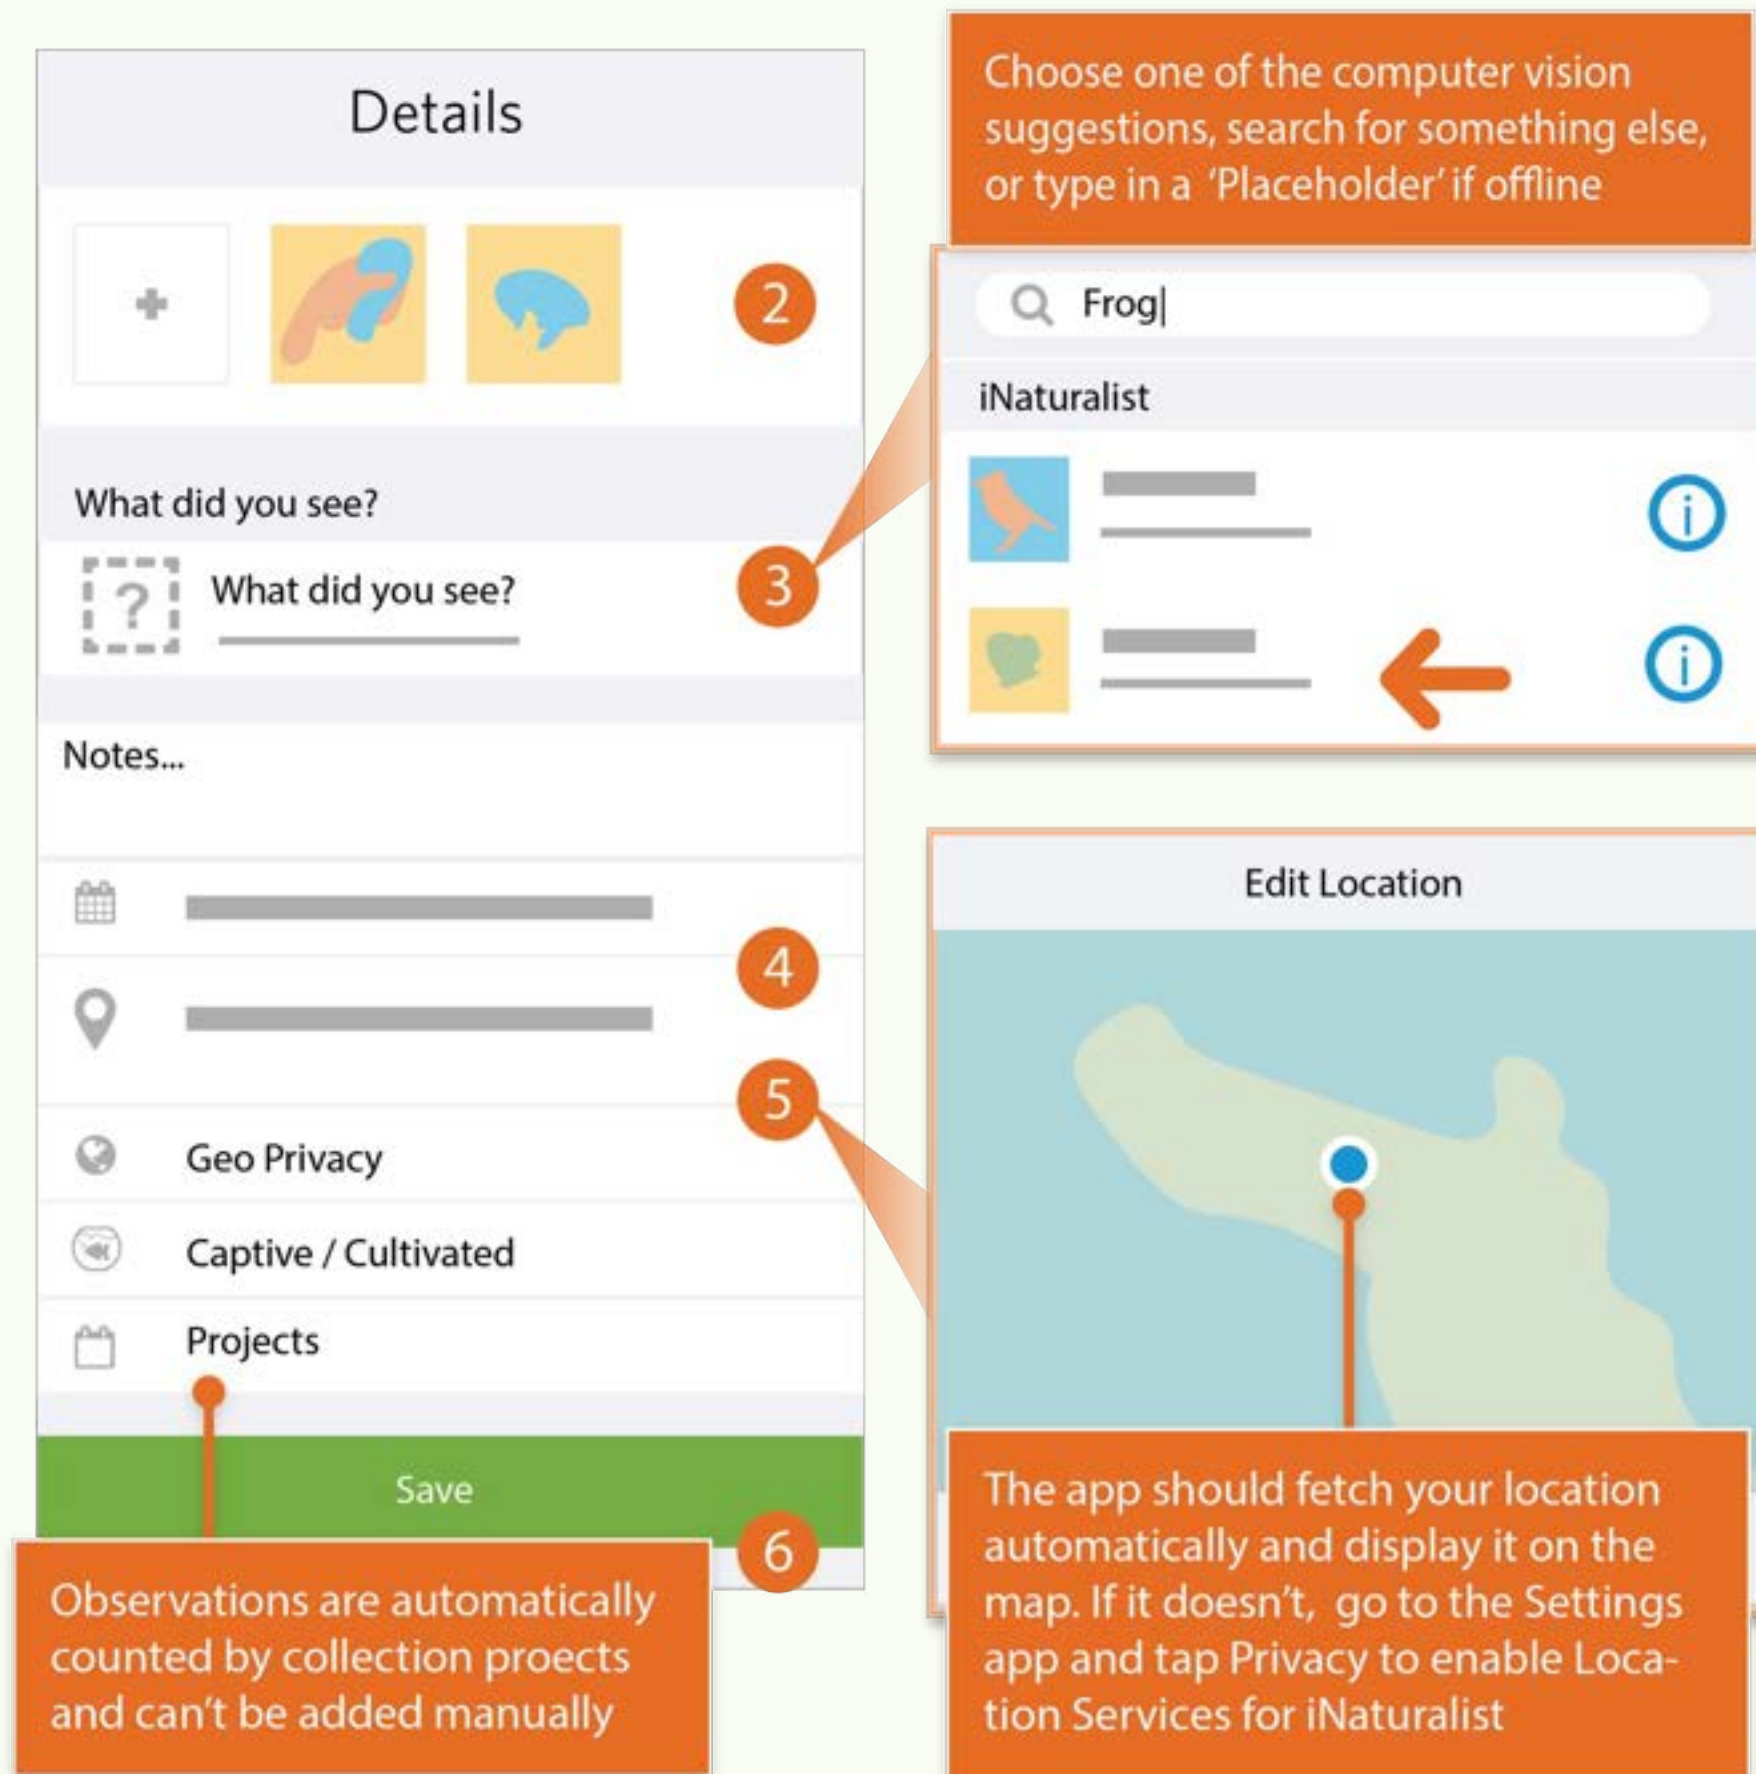 Details
2
What did you see?
?
What did you see?
3
Notes...
4
5
Geo Privacy
Captive / Cultivated
Projects
Save
6
Observations are automatically
counted by collection proects
and can't be added manually
Choose one of the computer vision
suggestions, search for something else,
or type in a 'Placeholder' if offline
Frog|
iNaturalist
i
i
Edit Location
The app should fetch your location
automatically and display it on the
map. If it doesn't, go to the Settings
app and tap Privacy to enable Loca-
tion Services for iNaturalist